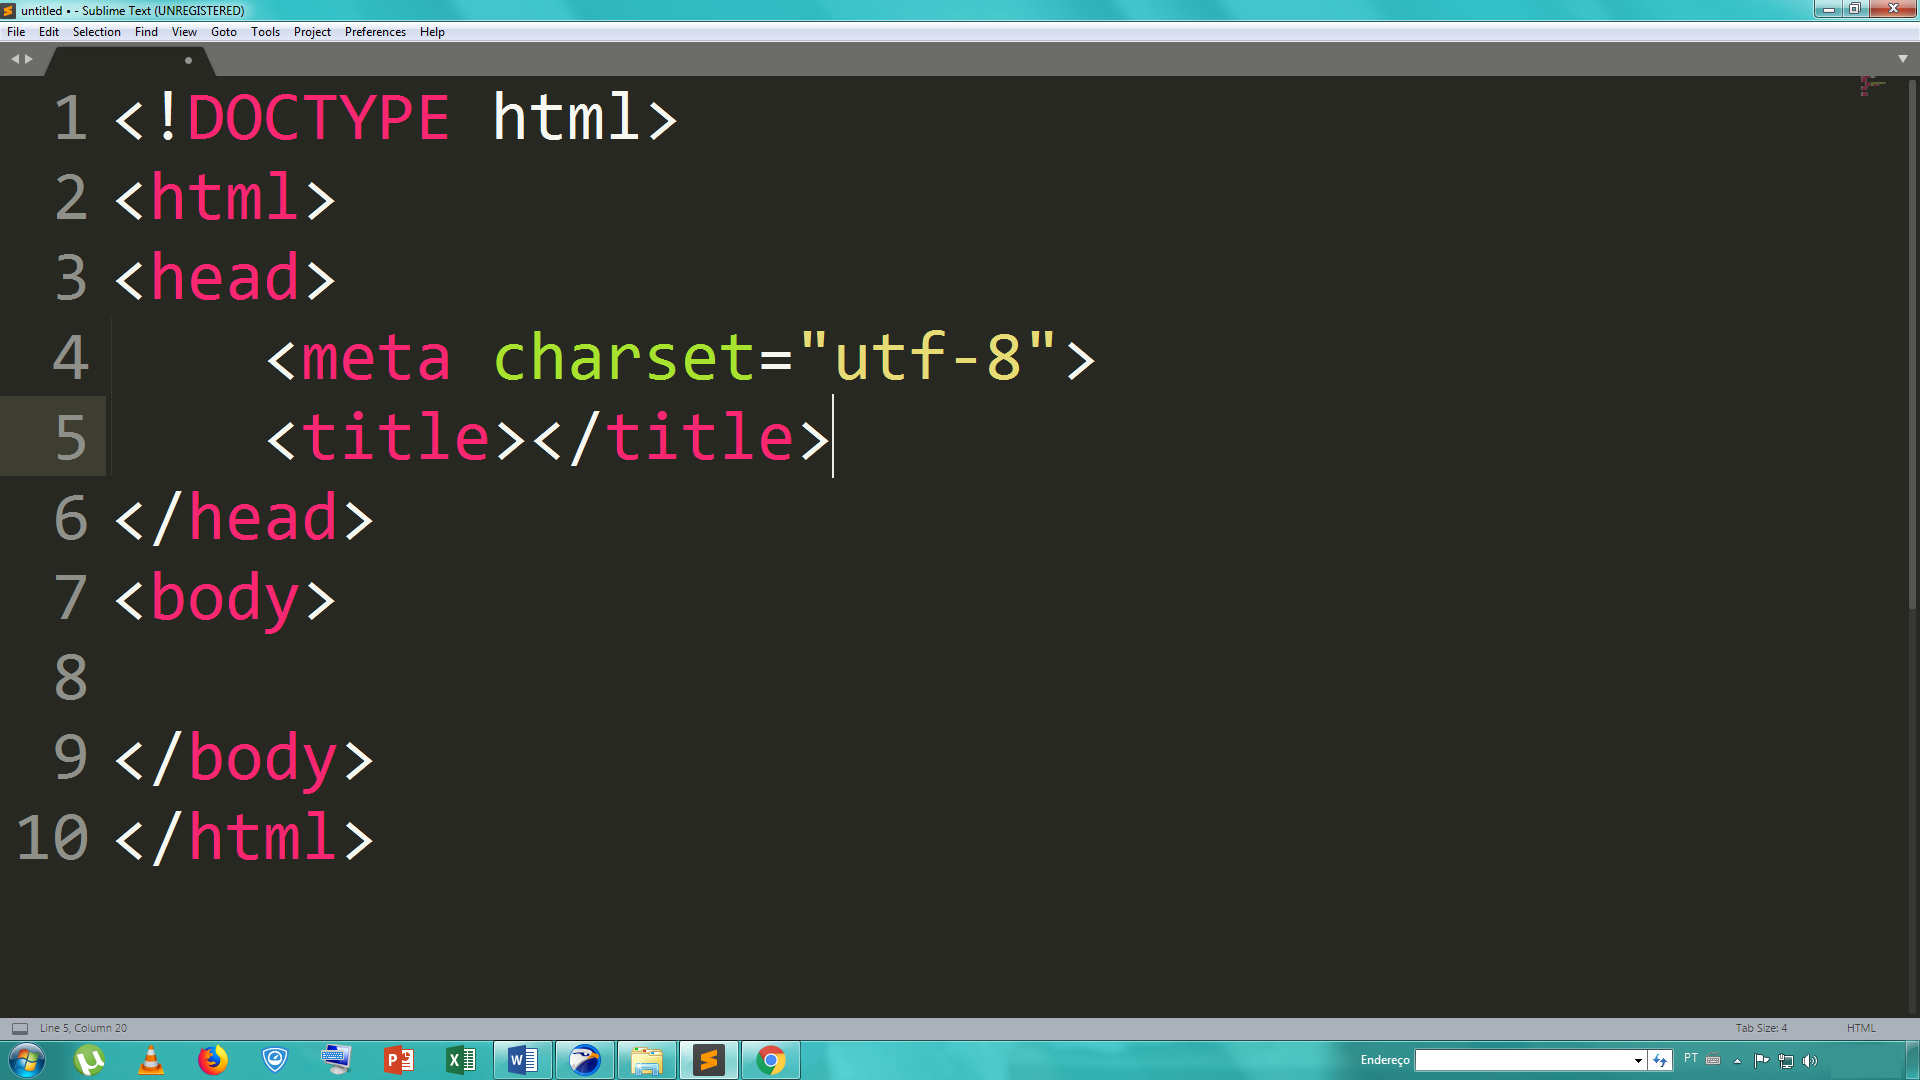 untitled • - Sublime Text (UNREGISTERED)
File Edit Selection Find View Goto Tools Project Preferences Help
1 <!DOCTYPE html>
2 <html>
3 <head>
4 <meta charset="utf-8">
5 <title></title>
6 </head>
7 <body>
8
9 </body>
10 </html>
Line 5, Column 20 Tab Size: 4 HTML
Endereço PT